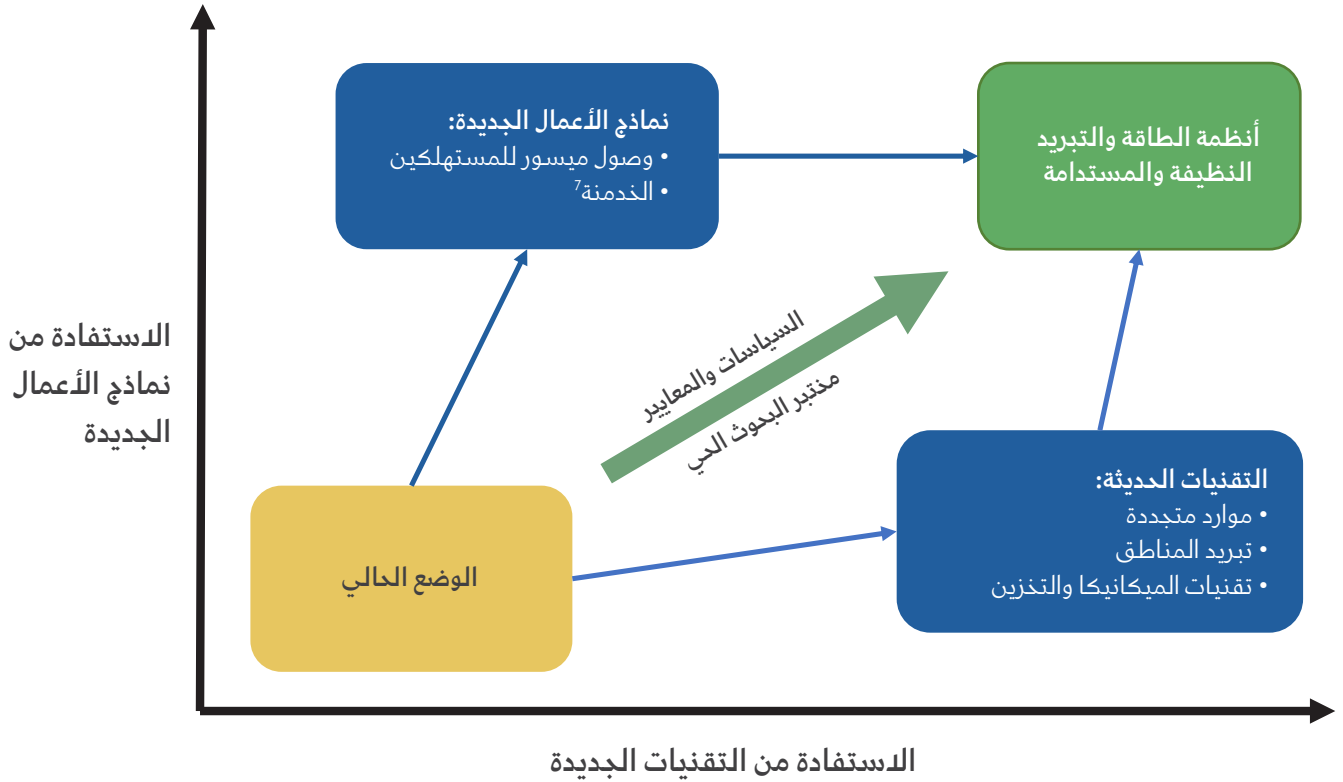 نماذج الأعمال الجديدة:
• وصول ميسور للمستهلكين
• الخدمنة⁷
أنظمة الطاقة والتبريد
النظيفة والمستدامة
الاستفادة من
نماذج الأعمال
الجديدة
السياسات والمعايير
مختبر البحوث الحي
الوضع الحالي
التقنيات الحديثة:
• موارد متجددة
• تبريد المناطق
• تقنيات الميكانيكا والتخزين
الاستفادة من التقنيات الجديدة